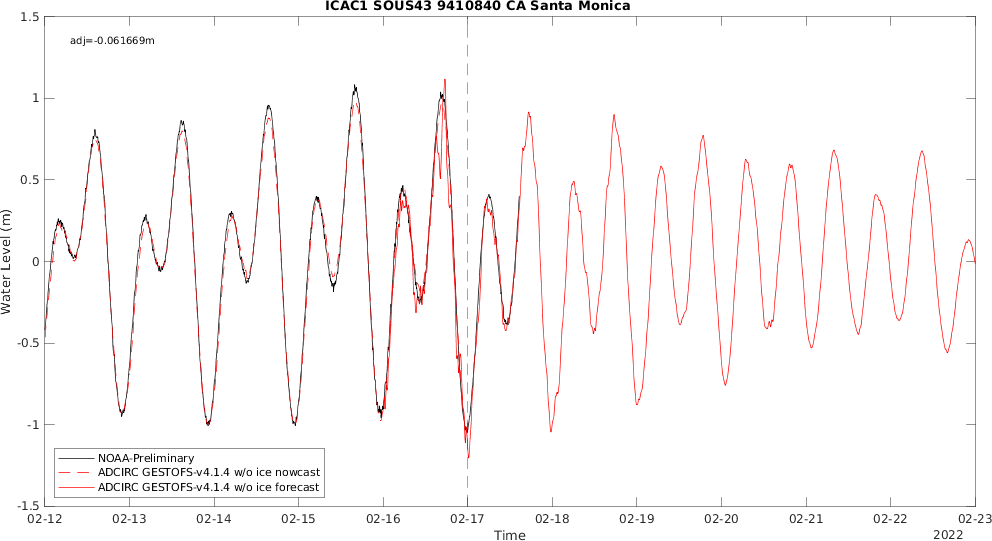 ICAC1 SOUS43 9410840 CA Santa Monica
adj=-0.061669m
1.5
1
0.5
0
-0.5
-1
-1.5
Water Level (m)
NOAA-Preliminary
ADCIRC GESTOFS-v4.1.4 w/o ice nowcast
ADCIRC GESTOFS-v4.1.4 w/o ice forecast
02-12 02-13 02-14 02-15 02-16 02-17 02-18 02-19 02-20 02-21 02-22 02-23
Time
2022